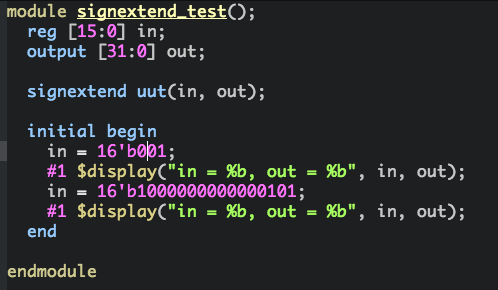 module signextend_test();
  reg [15:0] in;
  output [31:0] out;

  signextend uut(in, out);

  initial begin
    in = 16'b001;
    #1 $display("in = %b, out = %b", in, out);
    in = 16'b1000000000000101;
    #1 $display("in = %b, out = %b", in, out);
  end

endmodule